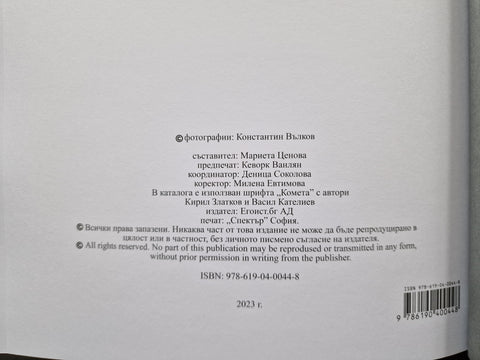 © фотографии: Константин Вълков
съставител: Мариета Ценова
предпечат: Кеворк Ванлян
координатор: Деница Соколова
коректор: Милена Евтимова
В каталога е използван шрифта „Комета" с автори
Кирил Златков и Васил Кателиев
издател: Егоист.бг АД
печат: „Спектър" София.
© Всички права запазени. Никаква част от това издание не може да бъде репродуцирано в
цялост или в частност, без личното писмено съгласие на издателя.
© All rights reserved. No part of this publication may be reprodused or transmitted in any form,
without prior permission in writing from the publisher.
ISBN: 978-619-04-0044-8
2023 г.
ISBN 978-619-04-0044-8
9 786190 400448